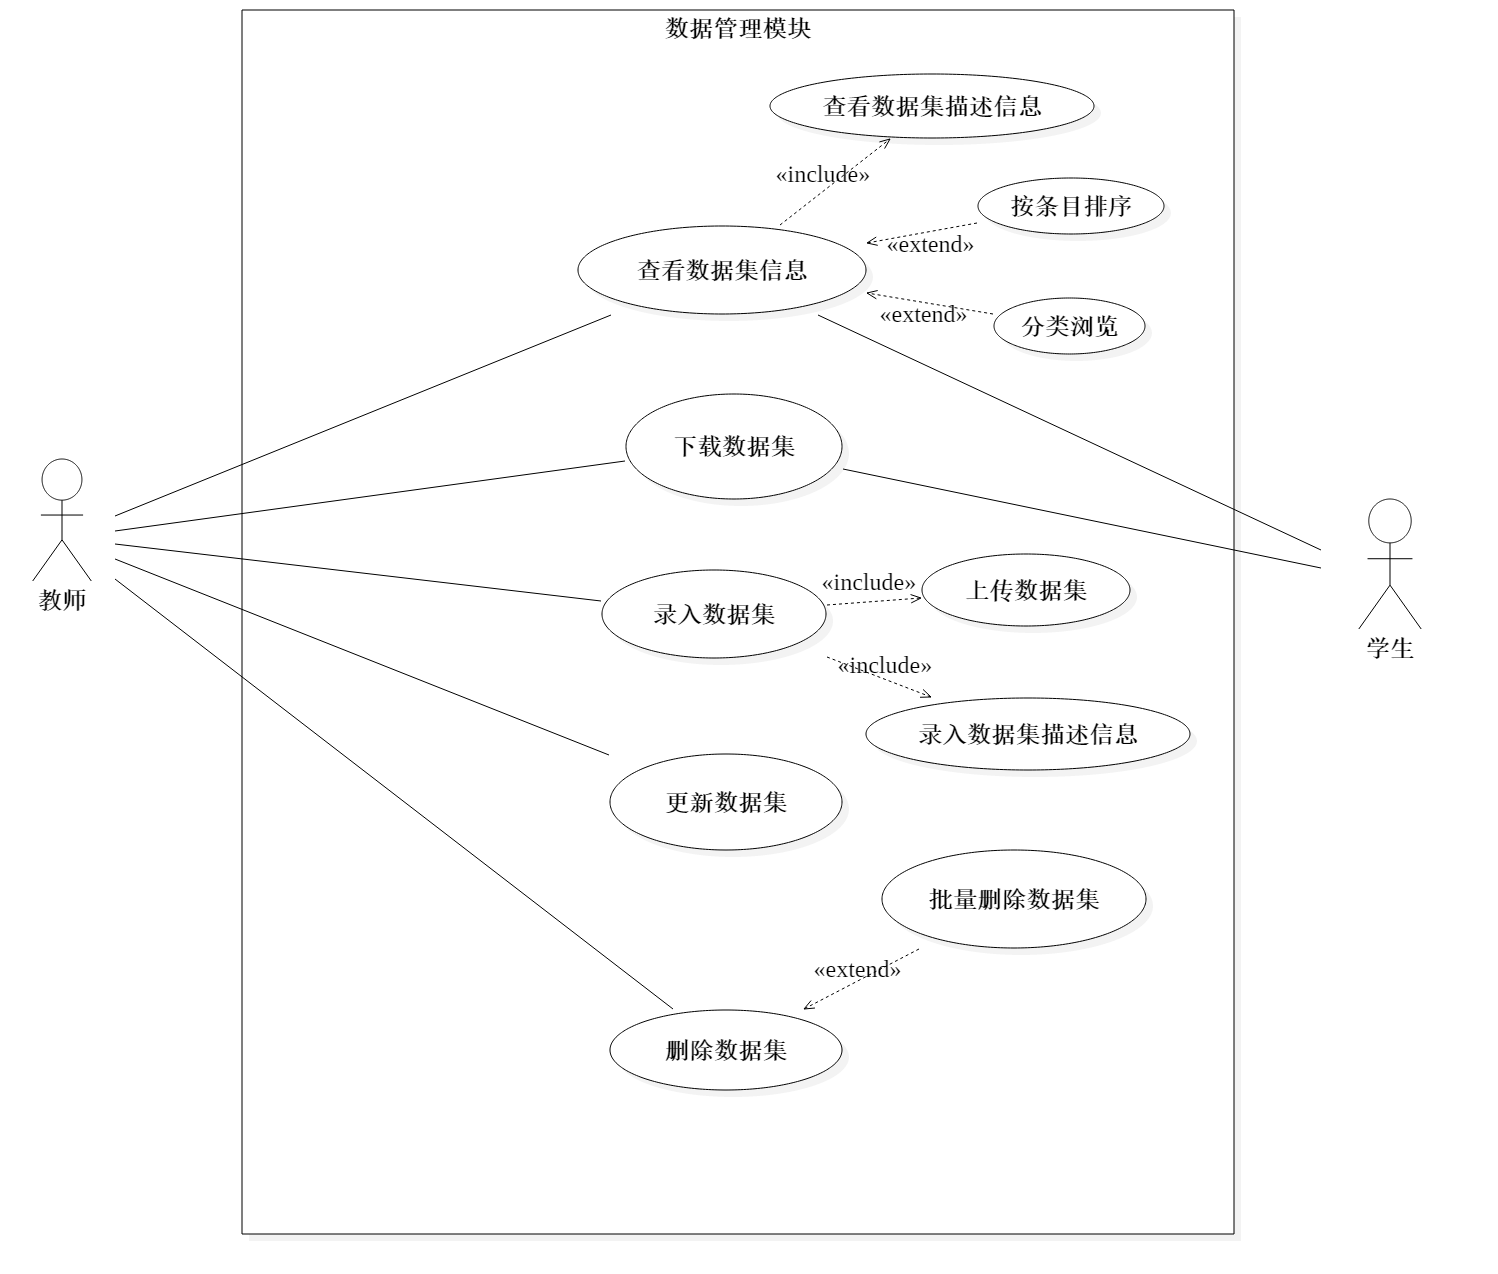 数据管理模块
查看数据集描述信息
«include»
按条目排序
«extend»
查看数据集信息
«extend»
分类浏览
下载数据集
教师
«include»
上传数据集
录入数据集
学生
«include»
录入数据集描述信息
更新数据集
批量删除数据集
«extend»
删除数据集